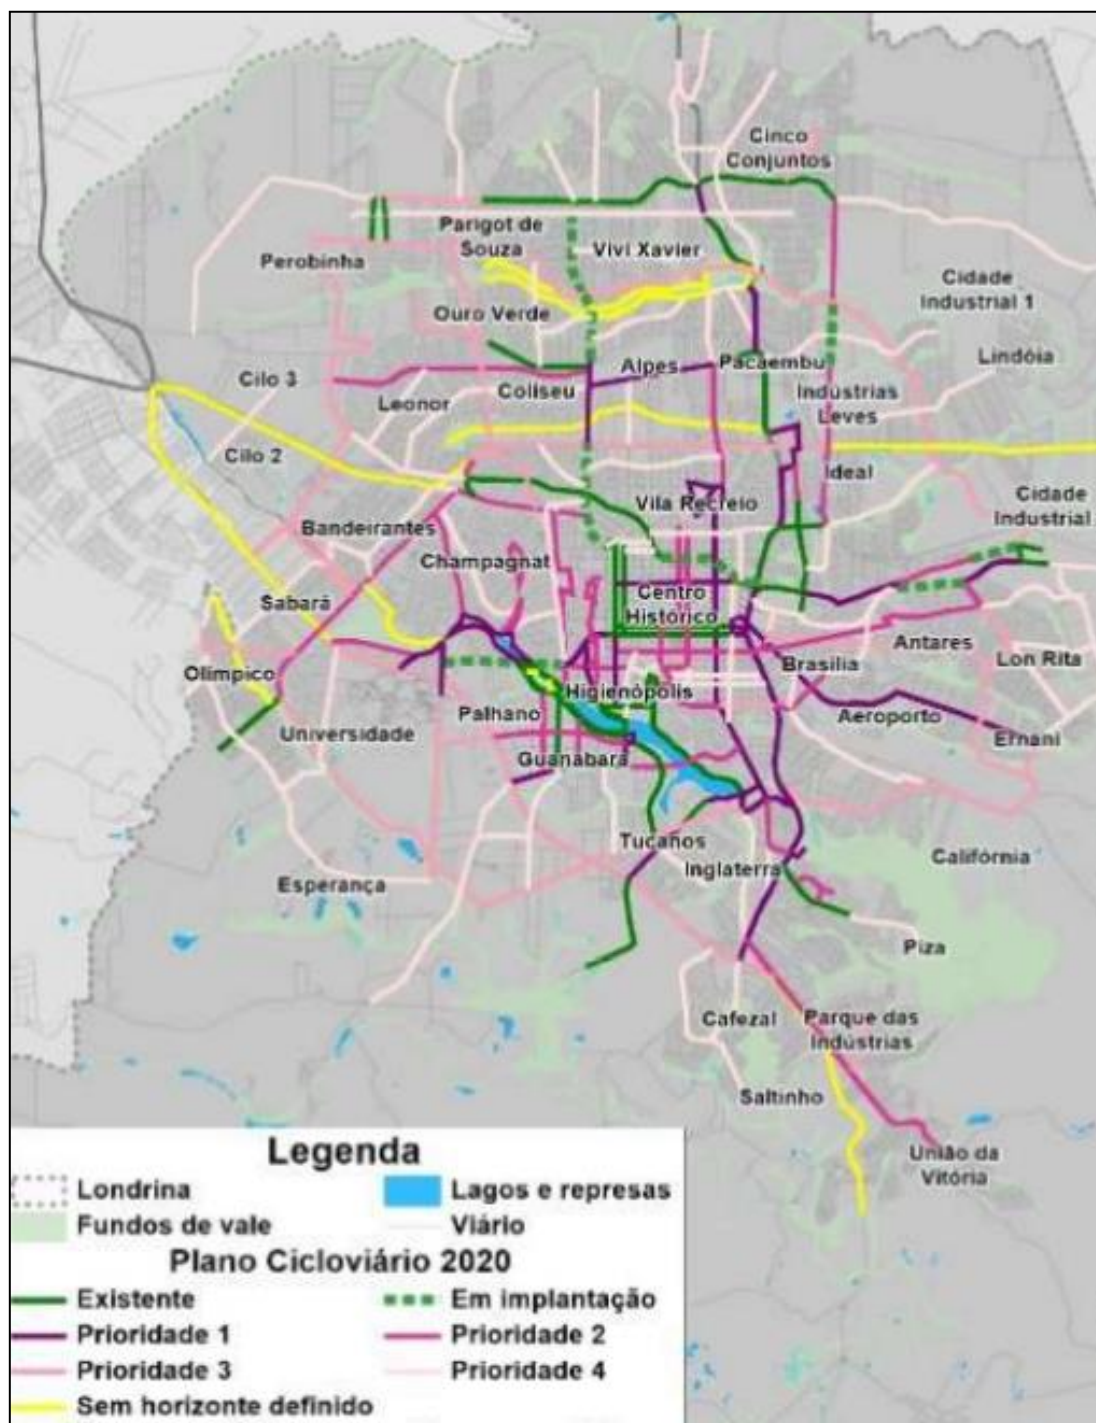 Cinco
Conjuntos
Parigot de
Souza
Vivi Xavier
Perobinha
Cidade
Industrial 1
Ouro Verde
Lindóia
Alpes
Pacaembu
Cilo 3
Coliseu
Indústrias
Leves
Leonor
Cilo 2
Ideal
Vila Recreio
Cidade
Industrial
Bandeirantes
Champagnat
Centro
Histórico
Sabará
Antares
Brasilia
Lon Rita
Olímpico
Higienópolis
Palhano
Aeroporto
Universidade
Ernani
Guanabara
Tucanos
Inglaterra
Califórnia
Esperança
Piza
Cafezal
Parque das
Indústrias
Saltinho
União da
Vitória
Legenda
Londrina
Lagos e represas
Fundos de vale
Viário
Plano Cicloviário 2020
Existente
Em implantação
Prioridade 1
Prioridade 2
Prioridade 3
Prioridade 4
Sem horizonte definido